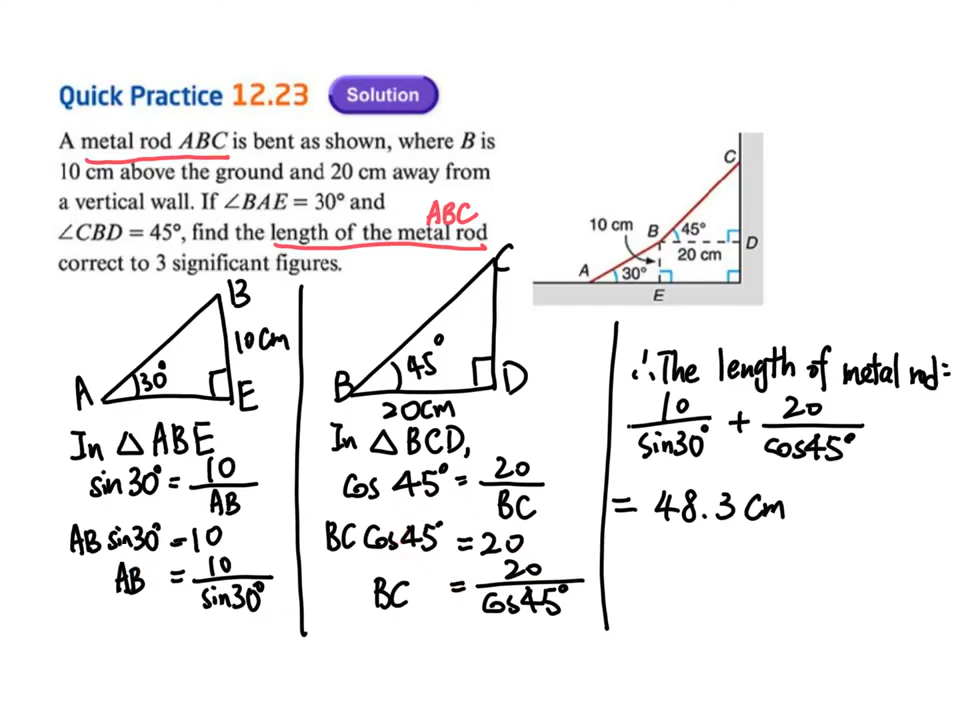 Quick Practice 12.23 Solution
A metal rod ABC is bent as shown, where B is
10 cm above the ground and 20 cm away from
a vertical wall. If ∠BAE = 30° and
ABC
∠CBD = 45°, find the length of the metal rod
correct to 3 significant figures.
C
10 cm B 45°
D
20 cm
A 30°
E
B
10cm
30°
A E
In △ ABE
sin 30° = 10/AB
AB sin30° = 10
AB = 10/sin30°
C
45°
B D
20cm
In △ BCD,
cos 45° = 20/BC
BC cos45° = 20
BC = 20/cos45°
∴ The length of metal rod =
10/sin30° + 20/cos45°
= 48.3 cm